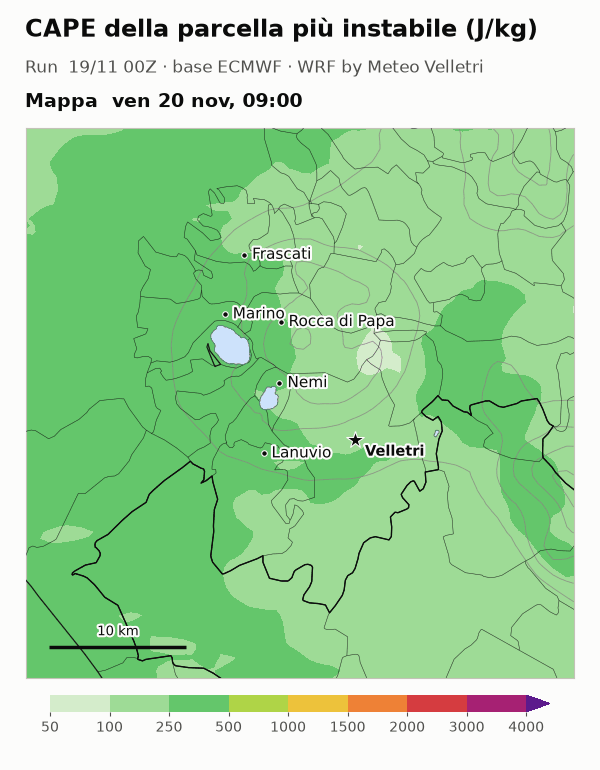 CAPE della parcella più instabile (J/kg)
Run  19/11 00Z · base ECMWF · WRF by Meteo Velletri
Mappa  ven 20 nov, 09:00
Frascati
Marino
Rocca di Papa
Nemi
Velletri
Lanuvio
10 km
50 100 250 500 1000 1500 2000 3000 4000